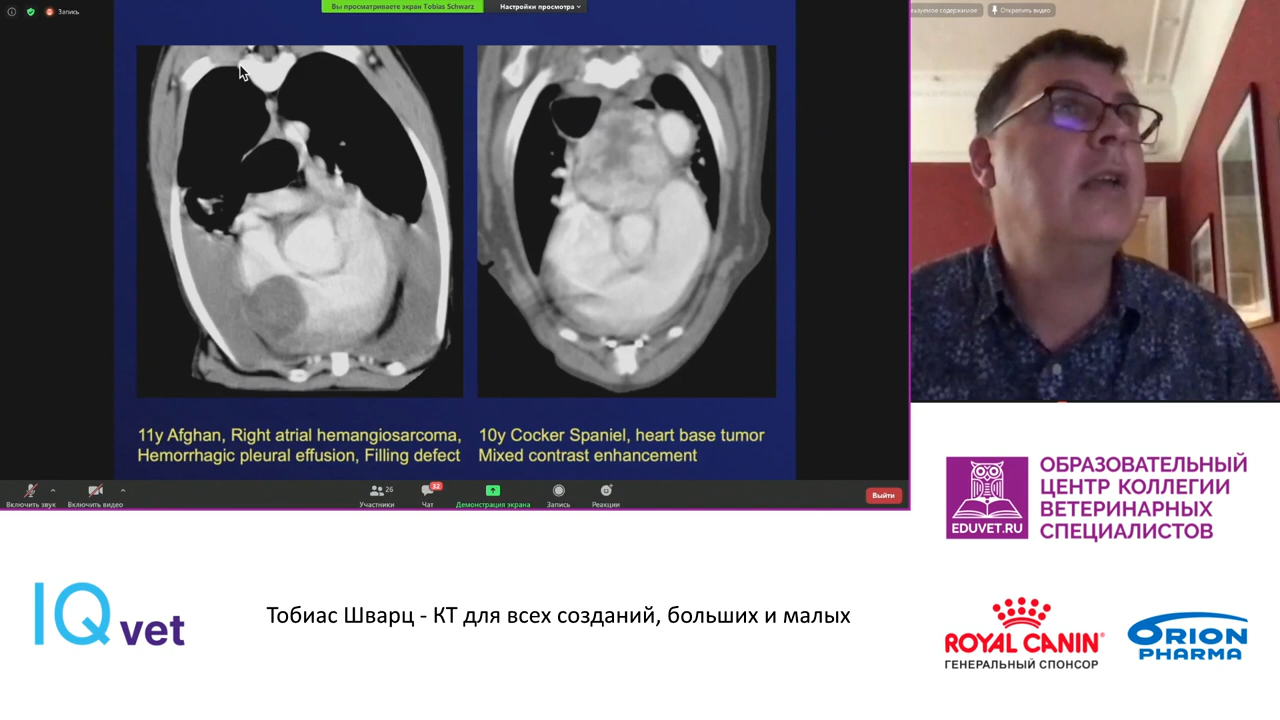 Запись
Вы просматриваете экран Tobias Schwarz
Настройки просмотра
содержимое
Открепить видео
11y Afghan, Right atrial hemangiosarcoma,
Hemorrhagic pleural effusion, Filling defect
10y Cocker Spaniel, heart base tumor
Mixed contrast enhancement
Включить звук
Включить видео
26
Участники
32
Чат
Демонстрация экрана
Запись
Реакции
Выйти
EDUVET.RU
ОБРАЗОВАТЕЛЬНЫЙ
ЦЕНТР КОЛЛЕГИИ
ВЕТЕРИНАРНЫХ
СПЕЦИАЛИСТОВ
IQ vet
Тобиас Шварц - КТ для всех созданий, больших и малых
ROYAL CANIN®
ГЕНЕРАЛЬНЫЙ СПОНСОР
ORION
PHARMA